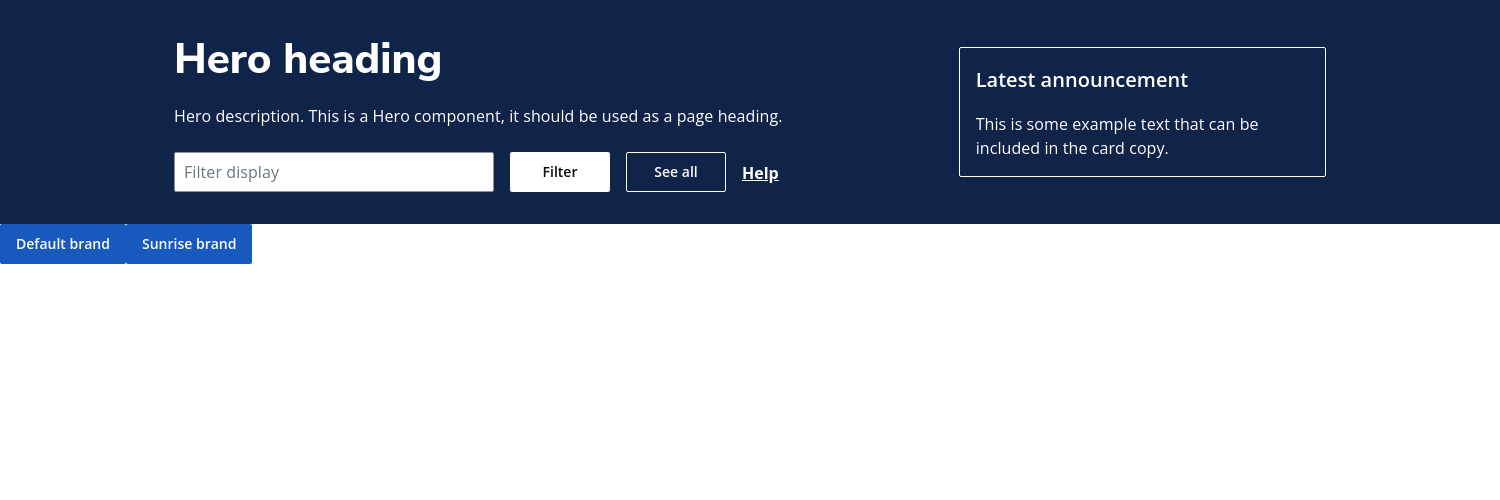 Hero heading
Hero description. This is a Hero component, it should be used as a page heading.
Filter display
Filter
See all
Help
Latest announcement
This is some example text that can be
included in the card copy.
Default brand
Sunrise brand